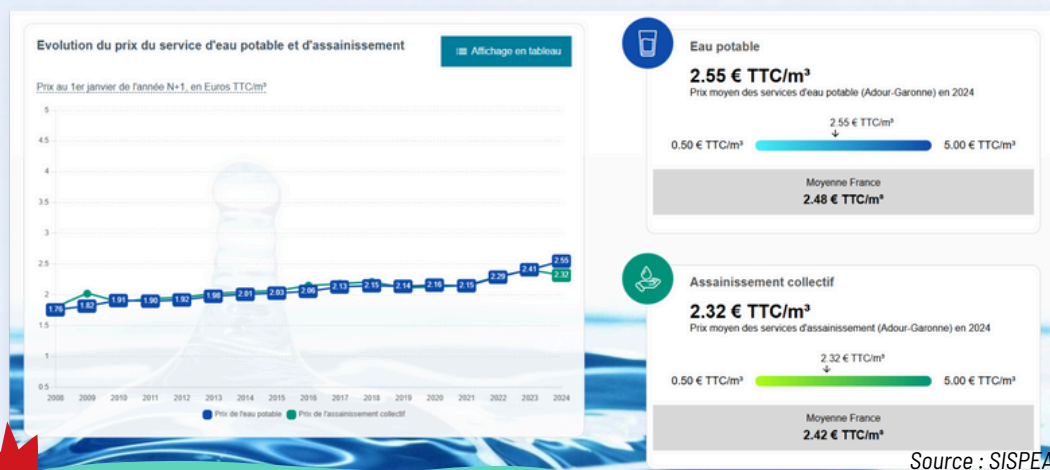 Evolution du prix du service d'eau potable et d'assainissement
Affichage en tableau
Prix au 1er janvier de l'année N+1, en Euros TTC/m³
5
4.5
4
3.5
3
2.5
2
1.5
1
0.5
1.76
1.82
1.91
1.90
1.92
1.98
2.01
2.03
2.06
2.13
2.15
2.14
2.16
2.15
2.29
2.41
2.55
2.32
2008 2009 2010 2011 2012 2013 2014 2015 2016 2017 2018 2019 2020 2021 2022 2023 2024
Prix de l'eau potable Prix de l'assainissement collectif
Eau potable
2.55 € TTC/m³
Prix moyen des services d'eau potable (Adour-Garonne) en 2024
2.55 € TTC/m³
0.50 € TTC/m³ 5.00 € TTC/m³
Moyenne France
2.48 € TTC/m³
Assainissement collectif
2.32 € TTC/m³
Prix moyen des services d'assainissement (Adour-Garonne) en 2024
2.32 € TTC/m³
0.50 € TTC/m³ 5.00 € TTC/m³
Moyenne France
2.42 € TTC/m³
Source : SISPEA